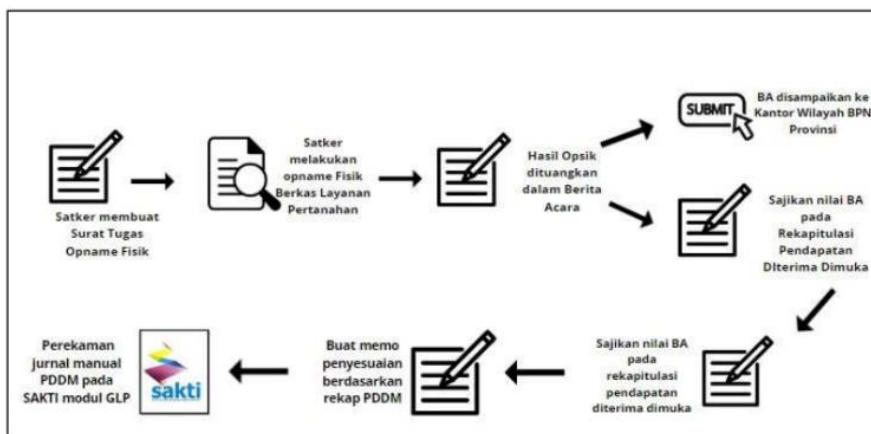 Satker membuat
Surat Tugas
Opname Fisik
Satker
melakukan
opname Fisik
Berkas Layanan
Pertanahan
Hasil Opsik
dituangkan
dalam Berita
Acara
SUBMIT
BA disampaikan ke
Kantor Wilayah BPN
Provinsi
Sajikan nilai BA
pada
Rekapitulasi
Pendapatan
DIterima Dimuka
Sajikan nilai BA
pada
rekapitulasi
pendapatan
diterima dimuka
Buat memo
penyesuaian
berdasarkan
rekap PDDM
sakti
Perekaman
jurnal manual
PDDM pada
SAKTI modul GLP